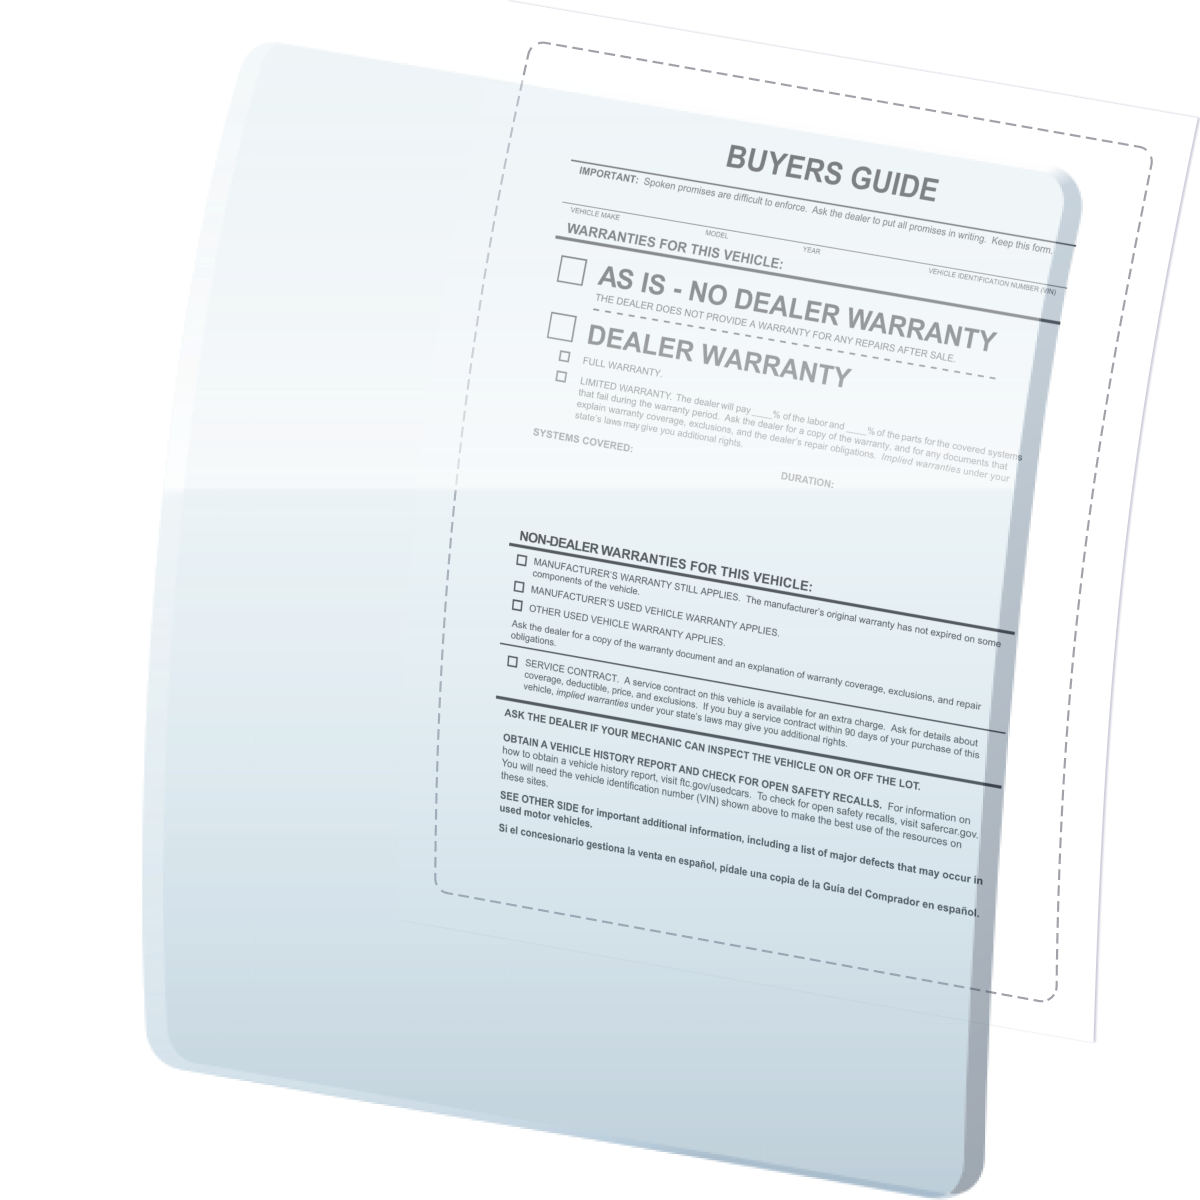 BUYERS GUIDE
IMPORTANT: Spoken promises are difficult to enforce. Ask the dealer to put all promises in writing. Keep this form.
VEHICLE MAKE MODEL YEAR VEHICLE IDENTIFICATION NUMBER (VIN)
WARRANTIES FOR THIS VEHICLE:
AS IS - NO DEALER WARRANTY
THE DEALER DOES NOT PROVIDE A WARRANTY FOR ANY REPAIRS AFTER SALE.
DEALER WARRANTY
FULL WARRANTY.
LIMITED WARRANTY. The dealer will pay ____% of the labor and ____% of the parts for the covered systems
that fail during the warranty period. Ask the dealer for a copy of the warranty, and for any documents that
explain warranty coverage, exclusions, and the dealer's repair obligations. Implied warranties under your
state's laws may give you additional rights.
SYSTEMS COVERED:
DURATION:
NON-DEALER WARRANTIES FOR THIS VEHICLE:
MANUFACTURER'S WARRANTY STILL APPLIES. The manufacturer's original warranty has not expired on some
components of the vehicle.
MANUFACTURER'S USED VEHICLE WARRANTY APPLIES.
OTHER USED VEHICLE WARRANTY APPLIES.
Ask the dealer for a copy of the warranty document and an explanation of warranty coverage, exclusions, and repair
obligations.
SERVICE CONTRACT. A service contract on this vehicle is available for an extra charge. Ask for details about
coverage, deductible, price, and exclusions. If you buy a service contract within 90 days of your purchase of this
vehicle, implied warranties under your state's laws may give you additional rights.
ASK THE DEALER IF YOUR MECHANIC CAN INSPECT THE VEHICLE ON OR OFF THE LOT.
OBTAIN A VEHICLE HISTORY REPORT AND CHECK FOR OPEN SAFETY RECALLS. For information on
how to obtain a vehicle history report, visit ftc.gov/usedcars. To check for open safety recalls, visit safercar.gov.
You will need the vehicle identification number (VIN) shown above to make the best use of the resources on
these sites.
SEE OTHER SIDE for important additional information, including a list of major defects that may occur in
used motor vehicles.
Si el concesionario gestiona la venta en español, pídale una copia de la Guía del Comprador en español.